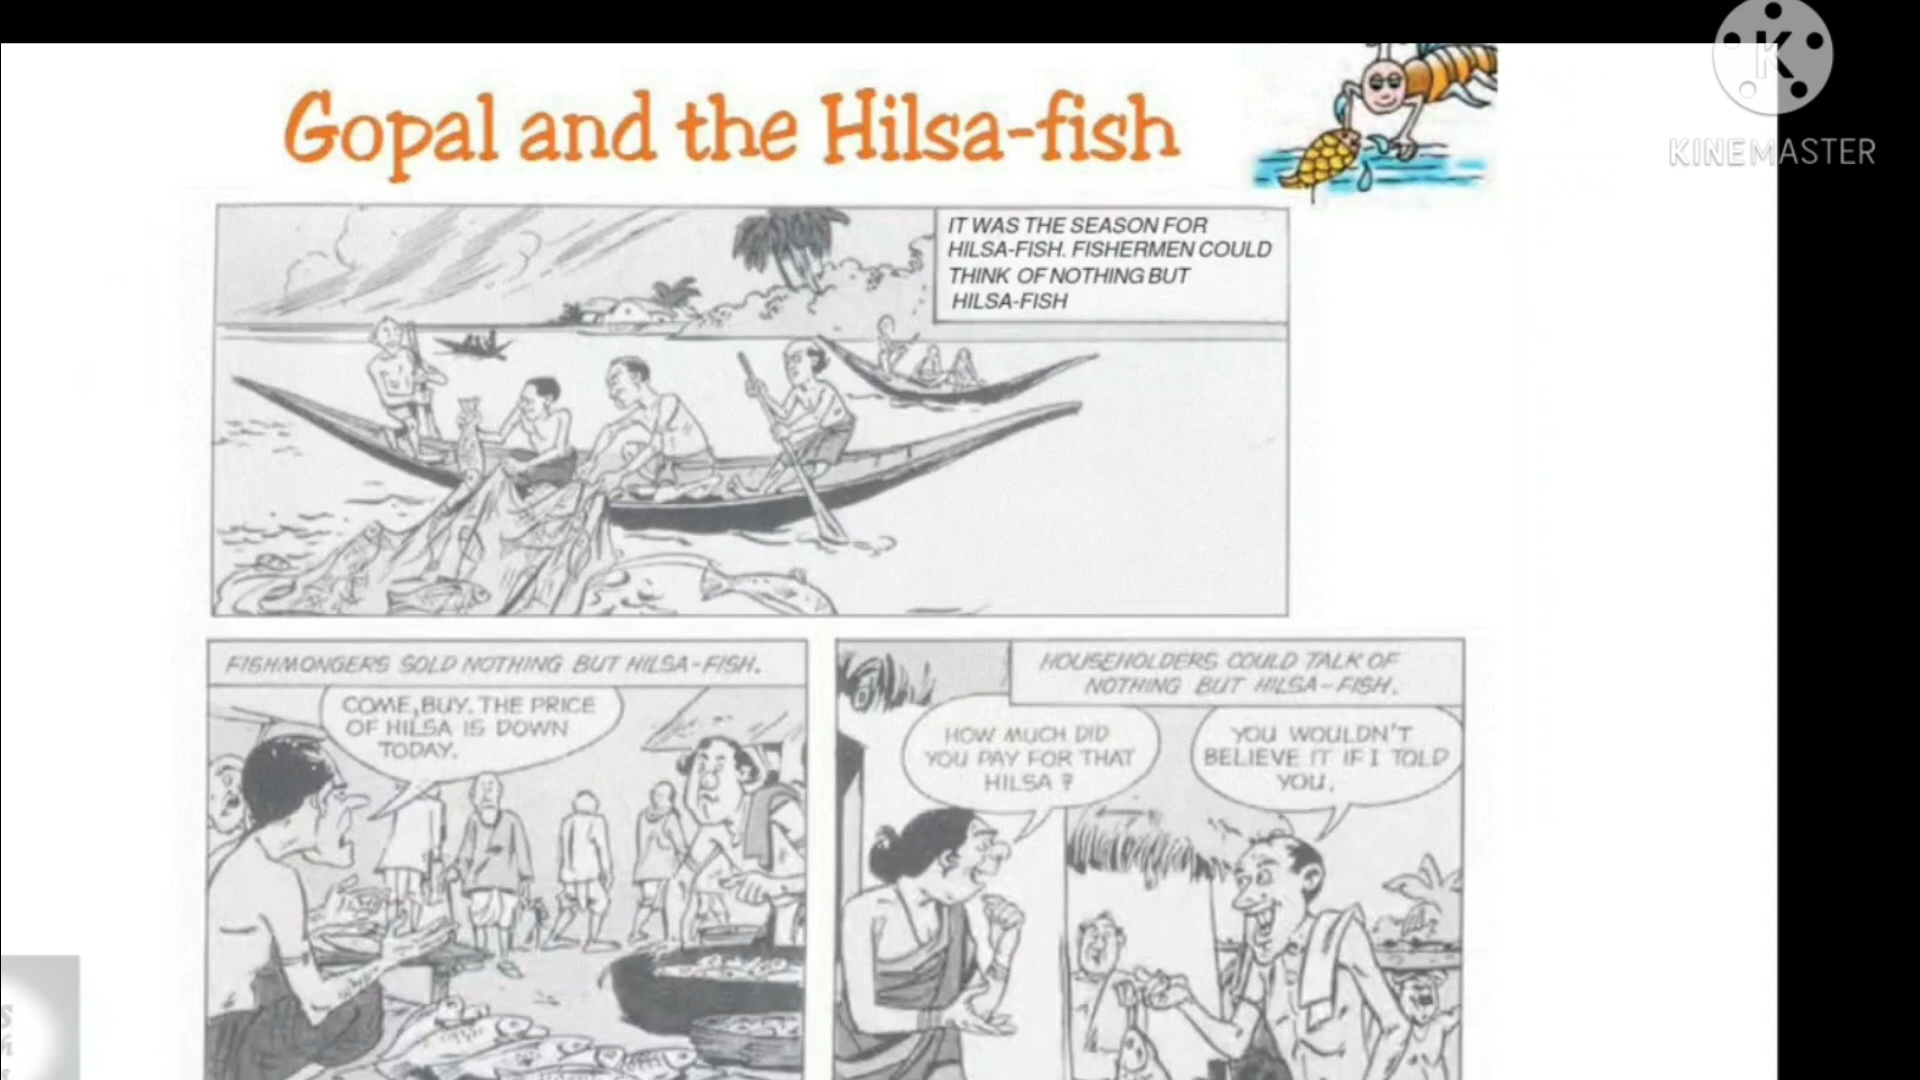 Gopal and the Hilsa-fish
KINEMASTER
IT WAS THE SEASON FOR
HILSA-FISH. FISHERMEN COULD
THINK OF NOTHING BUT
HILSA-FISH
FISHMONGERS SOLD NOTHING BUT HILSA-FISH.
COME, BUY. THE PRICE
OF HILSA IS DOWN
TODAY.
HOUSEHOLDERS COULD TALK OF
NOTHING BUT HILSA-FISH.
HOW MUCH DID
YOU PAY FOR THAT
HILSA ?
YOU WOULDN'T
BELIEVE IT IF I TOLD
YOU.